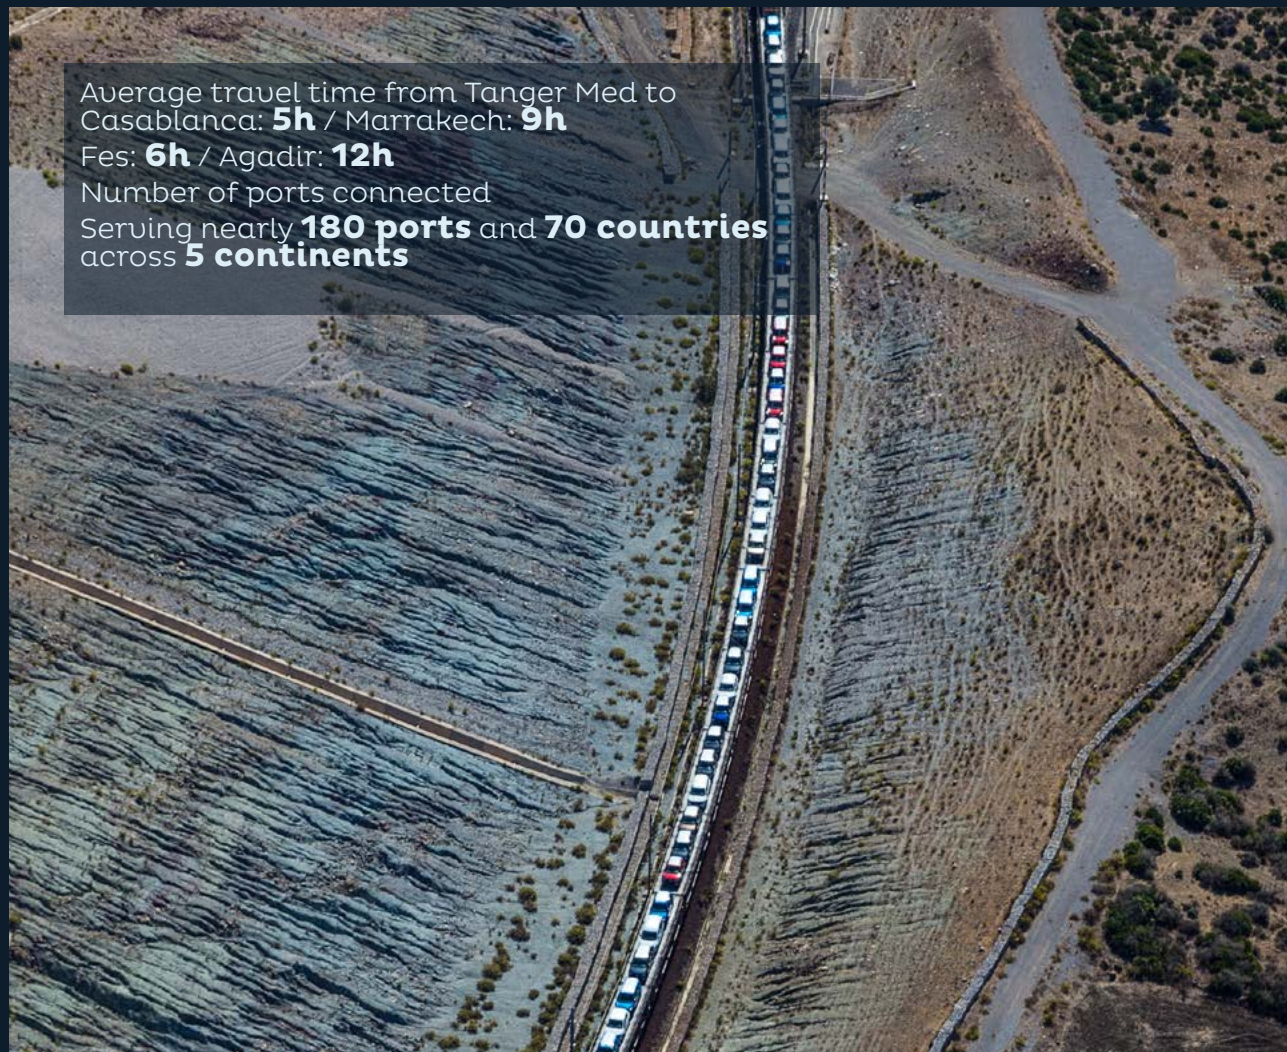 Average travel time from Tanger Med to
Casablanca: 5h / Marrakech: 9h
Fes: 6h / Agadir: 12h
Number of ports connected
Serving nearly 180 ports and 70 countries
across 5 continents